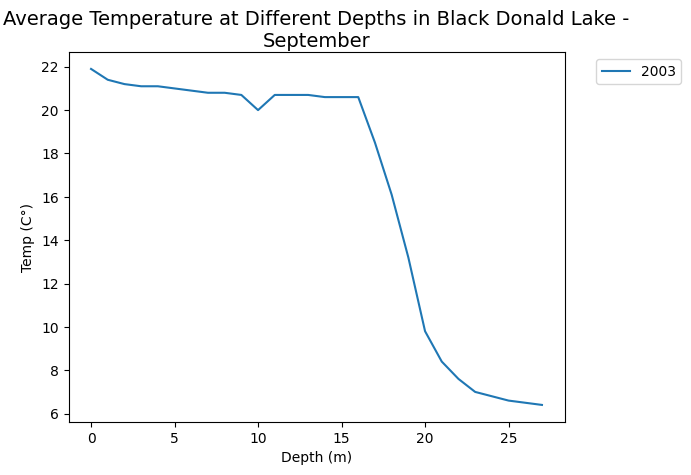 Average Temperature at Different Depths in Black Donald Lake -
September
2003
22
20
18
16
14
12
10
8
6
Temp (C°)
0 5 10 15 20 25
Depth (m)